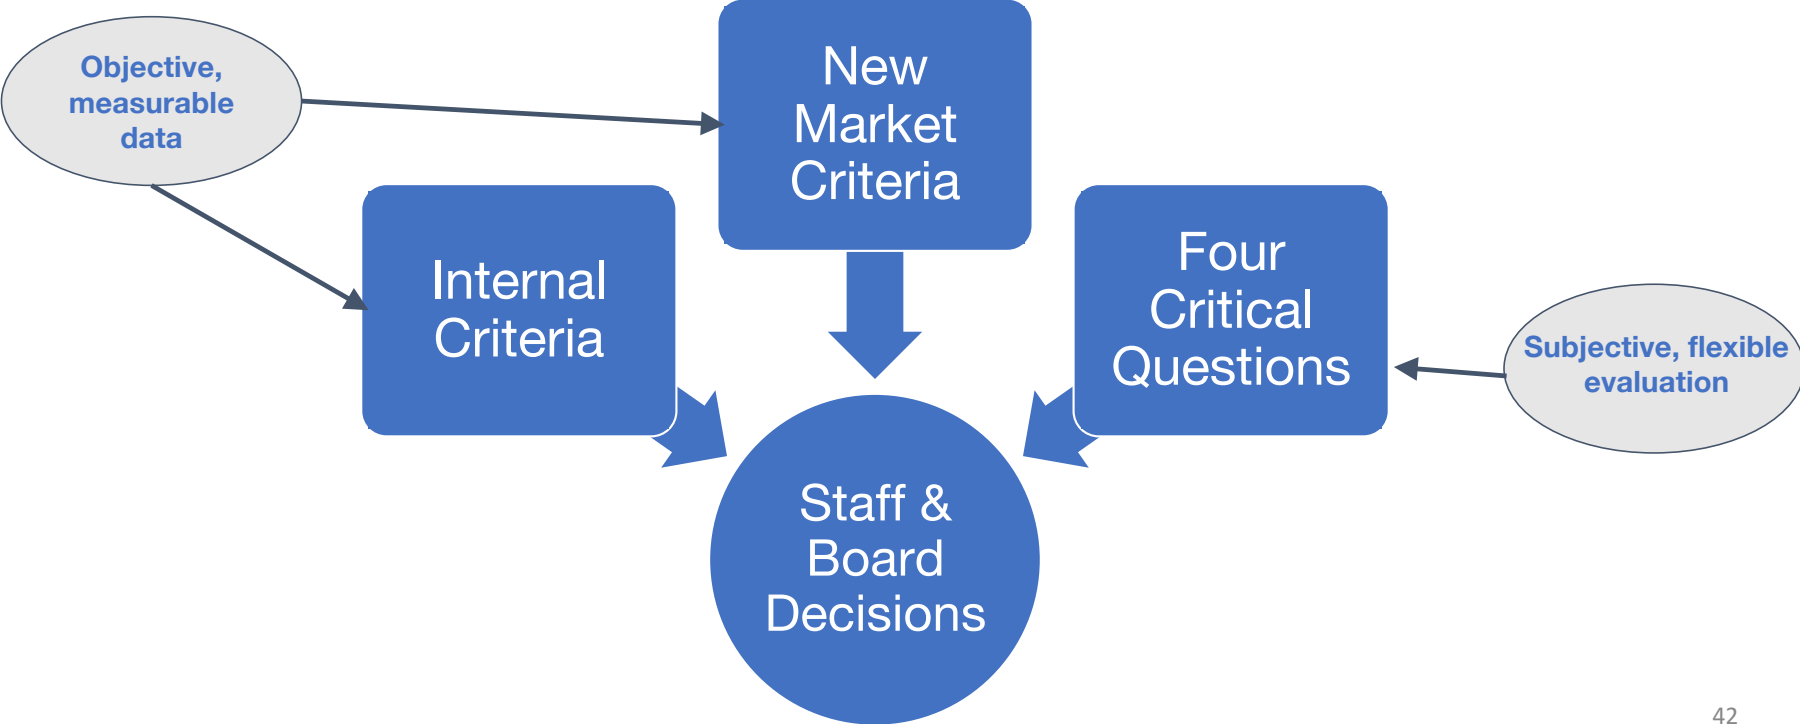 Objective,
measurable
data
New
Market
Criteria
Internal
Criteria
Four
Critical
Questions
Subjective, flexible
evaluation
Staff &
Board
Decisions
42